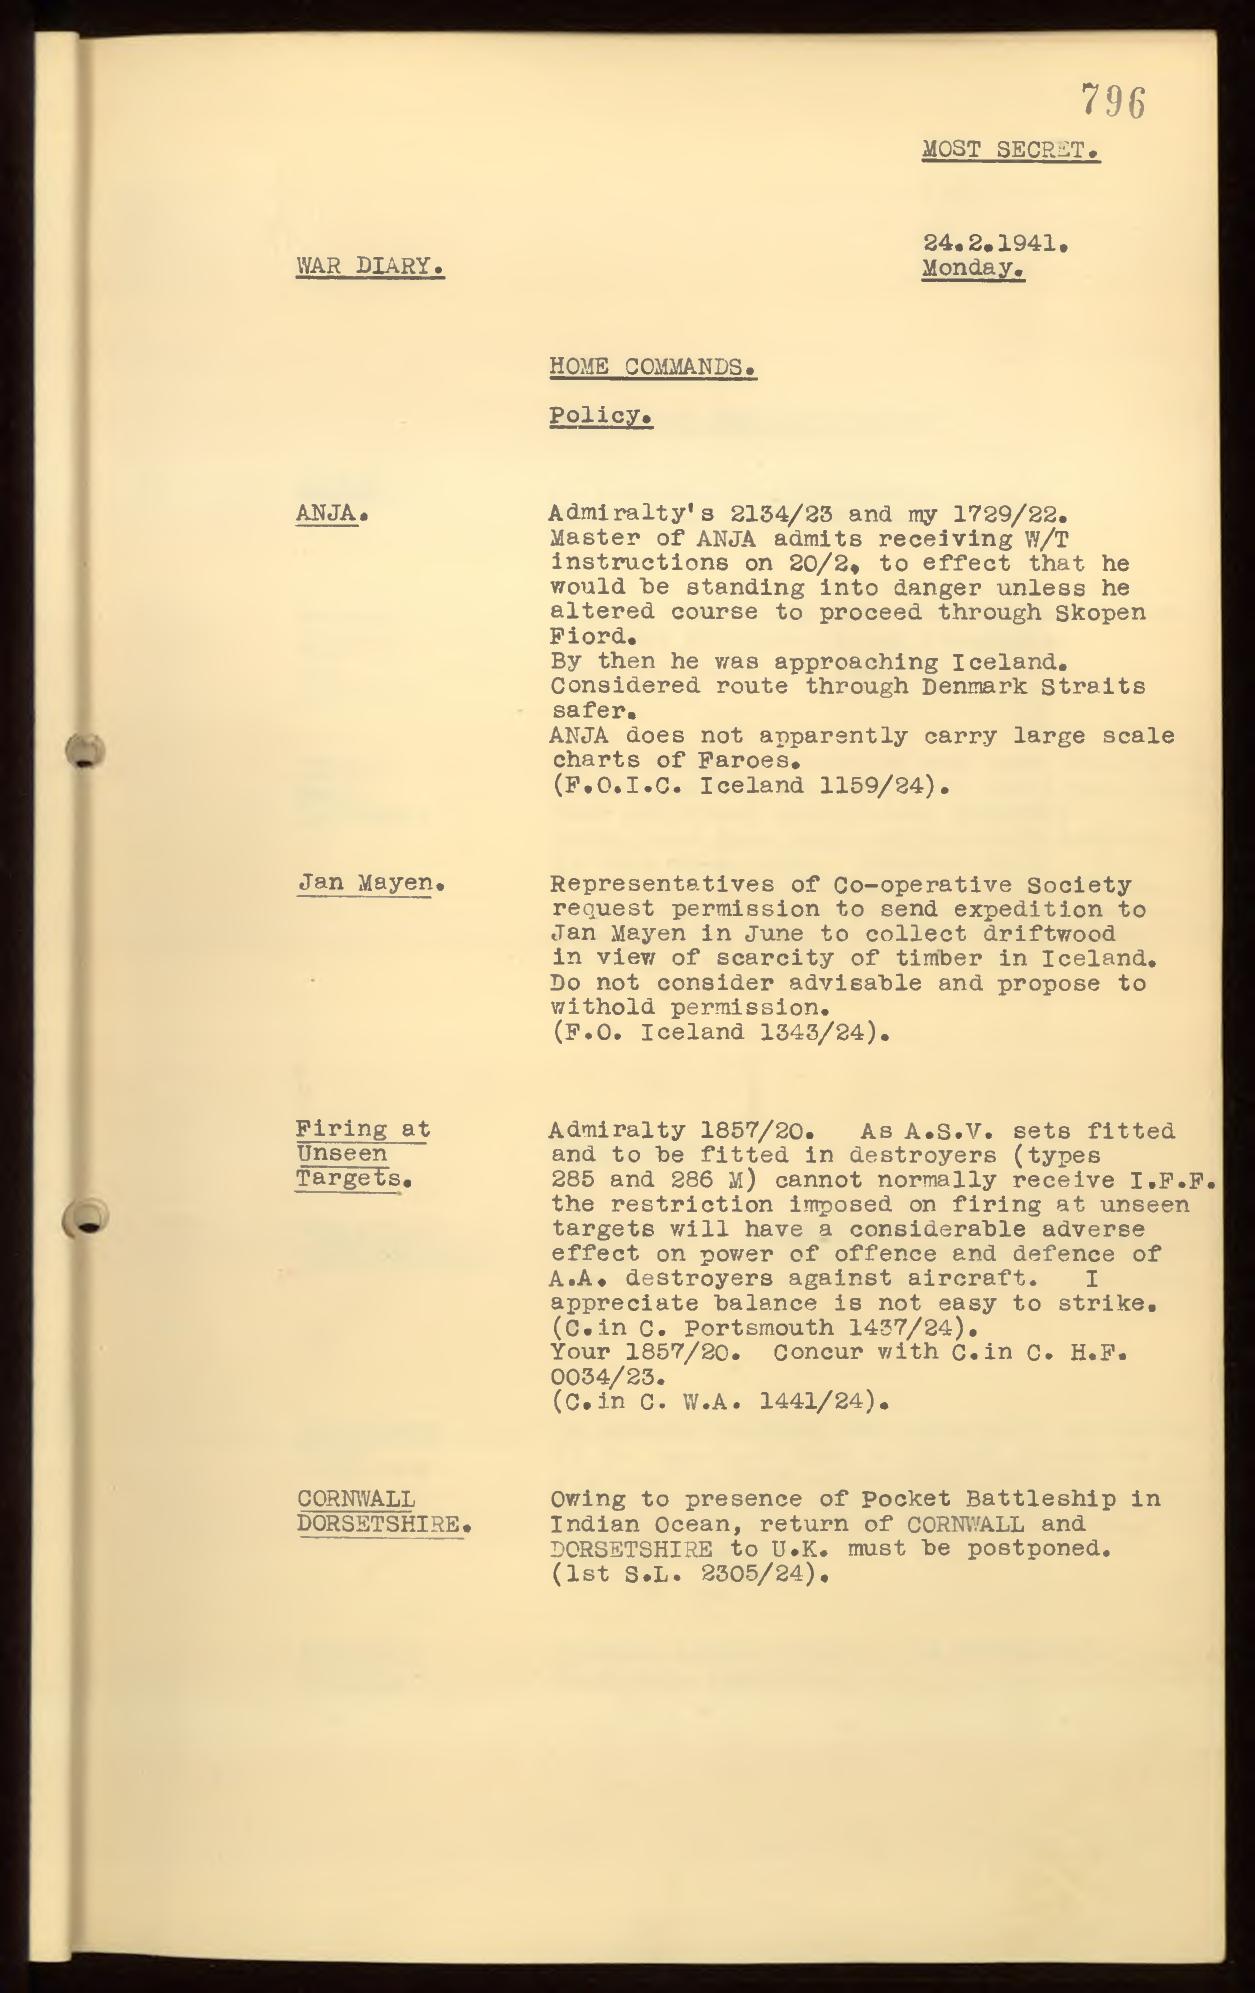 796
MOST SECRET.
24.2.1941.
WAR DIARY.
Monday.
HOME COMMANDS.
Policy.
ANJA.
Admiralty's 2134/23 and my 1729/22.
Master of ANJA admits receiving W/T
instructions on 20/2, to effect that he
would be standing into danger unless he
altered course to proceed through Skopen
Fiord.
By then he was approaching Iceland.
Considered route through Denmark Straits
safer.
ANJA does not apparently carry large scale
charts of Faroes.
(F.O.I.C. Iceland 1159/24).
Jan Mayen.
Representatives of Co-operative Society
request permission to send expedition to
Jan Mayen in June to collect driftwood
in view of scarcity of timber in Iceland.
Do not consider advisable and propose to
withold permission.
(F.O. Iceland 1343/24).
Firing at
Unseen
Targets.
Admiralty 1857/20. As A.S.V. sets fitted
and to be fitted in destroyers (types
285 and 286 M) cannot normally receive I.F.F.
the restriction imposed on firing at unseen
targets will have a considerable adverse
effect on power of offence and defence of
A.A. destroyers against aircraft. I
appreciate balance is not easy to strike.
(C.in C. Portsmouth 1437/24).
Your 1857/20. Concur with C.in C. H.F.
0034/23.
(C.in C. W.A. 1441/24).
CORNWALL
DORSETSHIRE.
Owing to presence of Pocket Battleship in
Indian Ocean, return of CORNWALL and
DORSETSHIRE to U.K. must be postponed.
(1st S.L. 2305/24).